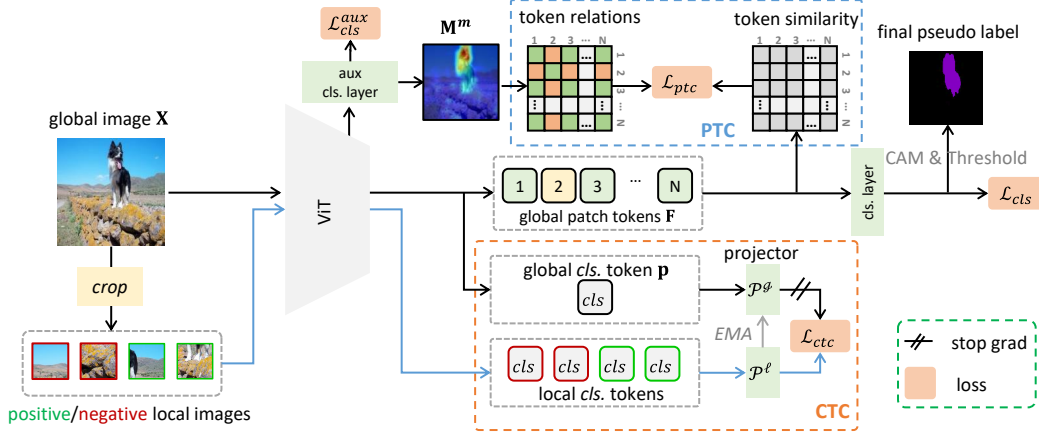 global image X
crop
positive/negative local images
ViT
ℒ_cls^aux
aux
cls. layer
M^m
token relations
1 2 3 ... N
1
2
3
...
N
ℒ_ptc
token similarity
1 2 3 ... N
1
2
3
...
N
PTC
final pseudo label
CAM & Threshold
1 2 3 ... N
global patch tokens F
cls. layer
ℒ_cls
global cls. token p
cls
projector
𝒫^g
EMA
𝒫^ℓ
ℒ_ctc
cls cls cls cls
local cls. tokens
CTC
stop grad
loss